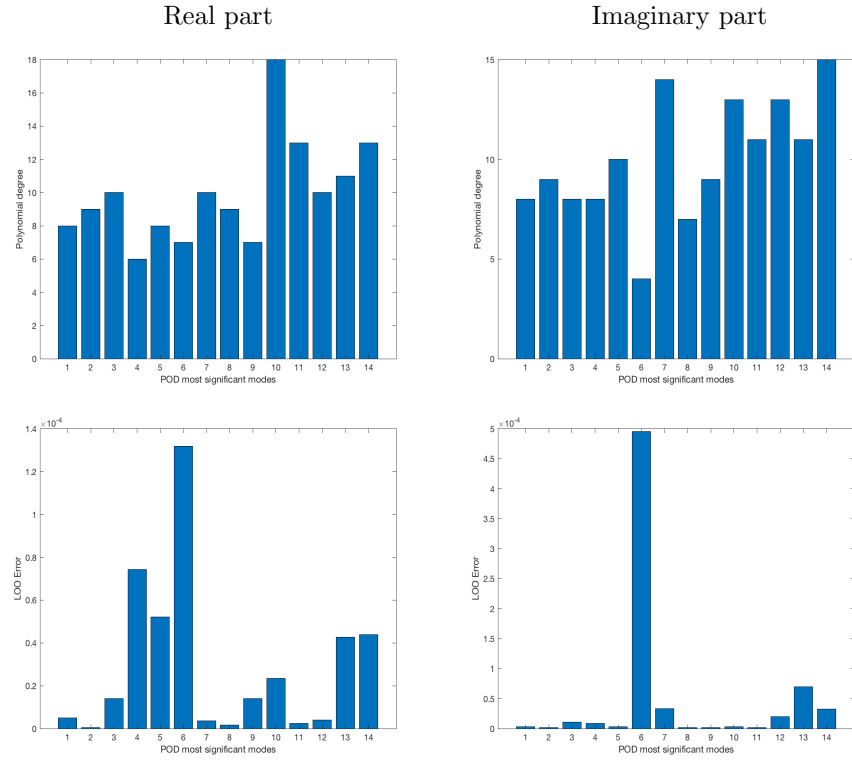 Real part
Imaginary part
18
16
14
12
10
8
6
4
2
0
Polynomial degree
1 2 3 4 5 6 7 8 9 10 11 12 13 14
POD most significant modes
15
10
5
0
Polynomial degree
1 2 3 4 5 6 7 8 9 10 11 12 13 14
POD most significant modes
×10-4
1.4
1.2
1
0.8
0.6
0.4
0.2
0
LOO Error
1 2 3 4 5 6 7 8 9 10 11 12 13 14
POD most significant modes
×10-4
5
4.5
4
3.5
3
2.5
2
1.5
1
0.5
0
LOO Error
1 2 3 4 5 6 7 8 9 10 11 12 13 14
POD most significant modes